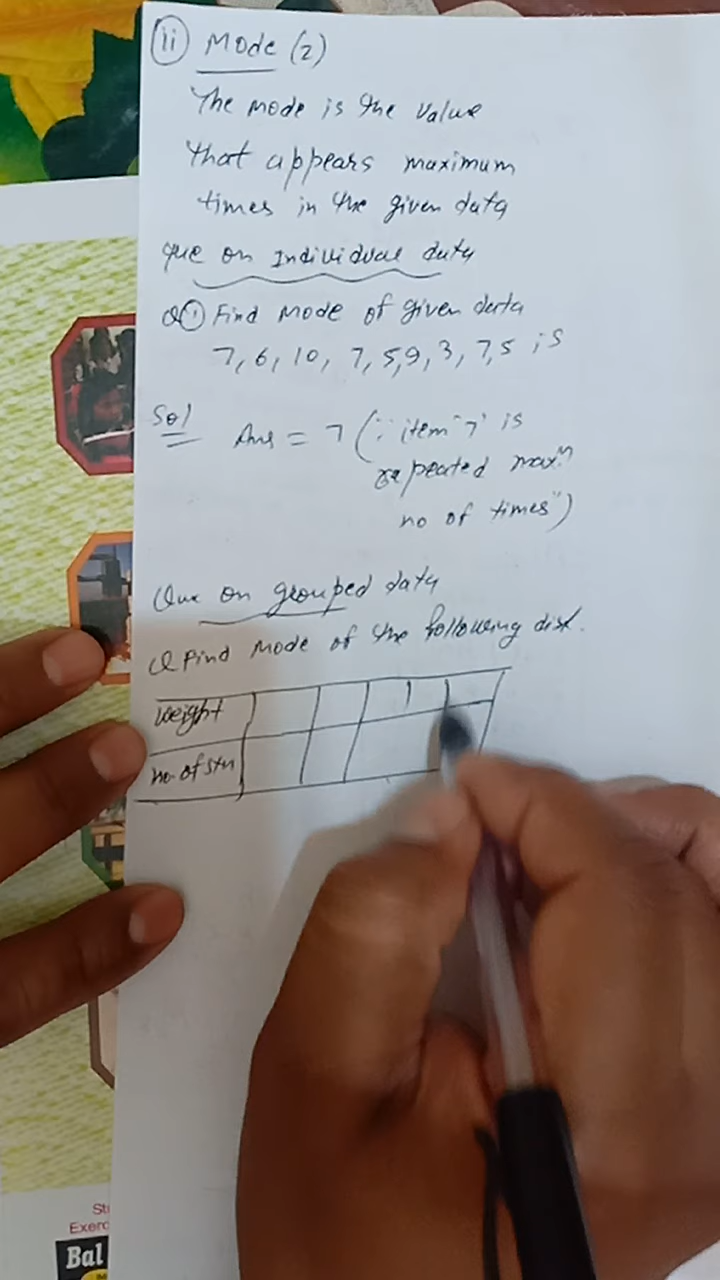 (ii) Mode (z)
The mode is the value
that appears maximum
times in the given data
Que on Individual data
Q① Find Mode of given data
7, 6, 10, 7, 5, 9, 3, 7, 5 is
Sol
Ans = 7 (∵ item "7" is
repeated maxᵐ
no of times")
Que on grouped data
Q Find Mode of the following dist.
Weight
no. of stu
St
Exerc
Bal